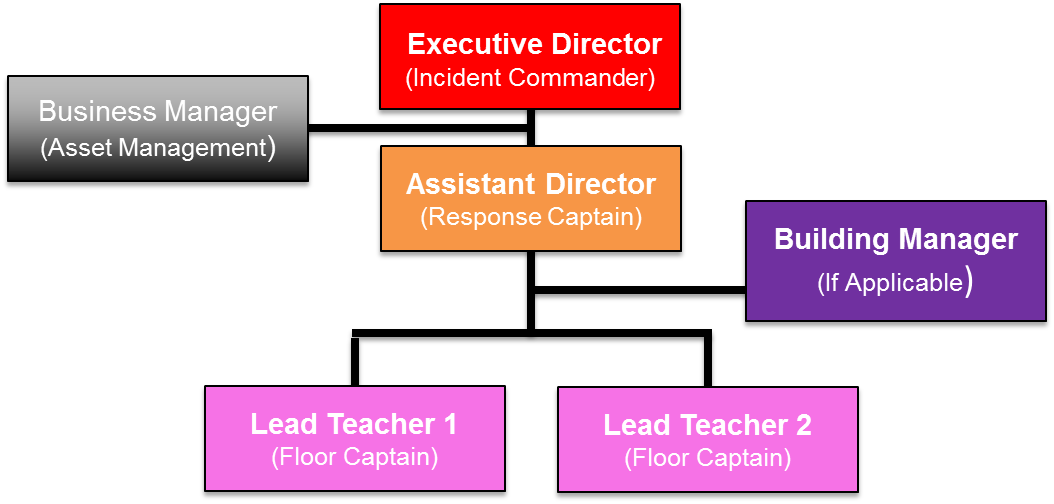 Executive Director
(Incident Commander)
Business Manager
(Asset Management)
Assistant Director
(Response Captain)
Building Manager
(If Applicable)
Lead Teacher 1
(Floor Captain)
Lead Teacher 2
(Floor Captain)